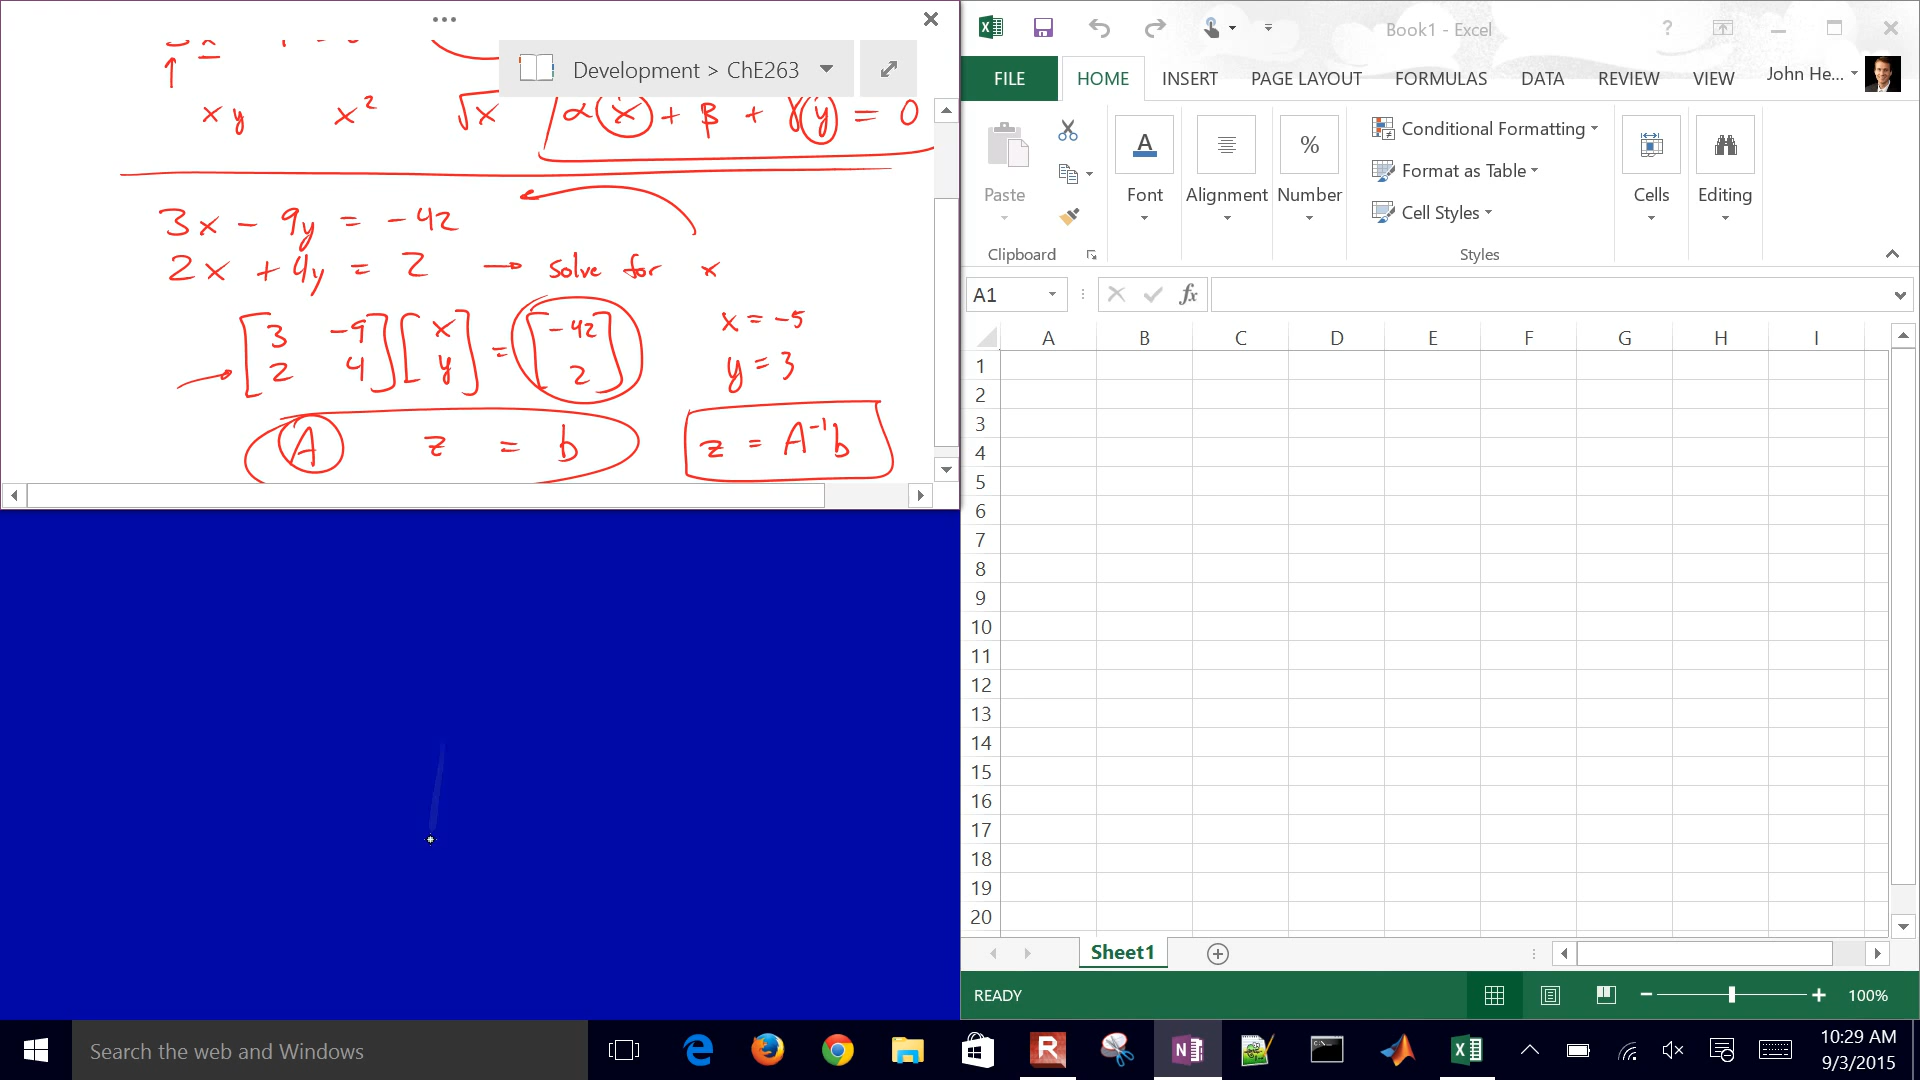 Development > ChE263
xy x² √x αx + β + γy = 0
3x - 9y = -42
2x + 4y = 2 → solve for x
[3 -9] [x] = [-42] x = -5
[2 4] [y] [2] y = 3
A z = b z = A⁻¹b
Book1 - Excel
?
FILE HOME INSERT PAGE LAYOUT FORMULAS DATA REVIEW VIEW John He...
Paste
A
Font
Alignment
%
Number
Conditional Formatting
Format as Table
Cell Styles
Cells
Editing
Clipboard
Styles
A1 fx
A B C D E F G H I
1
2
3
4
5
6
7
8
9
10
11
12
13
14
15
16
17
18
19
20
Sheet1
READY 100%
Search the web and Windows
10:29 AM
9/3/2015